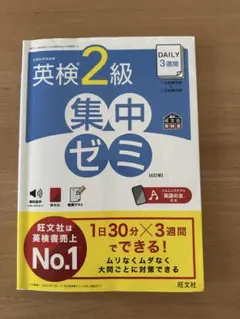 DAILY
3週間
英検®2級
集中
ゼミ
[6訂版]
旺文社は
英検書売上
No.1
1日30分×3週間
でできる!
ムリなくムダなく
大問ごとに対策できる
旺文社